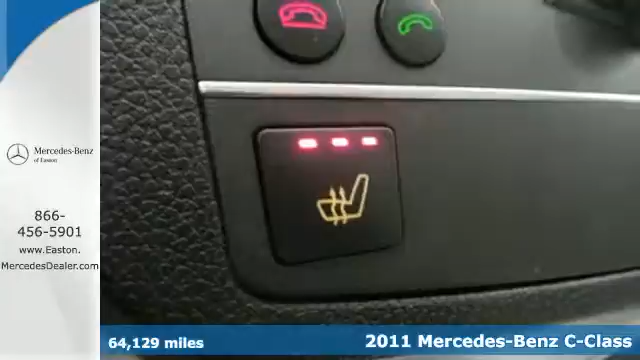 Mercedes-Benz
of Easton
866-
456-5901
www.Easton.
MercedesDealer.com
64,129 miles
2011 Mercedes-Benz C-Class